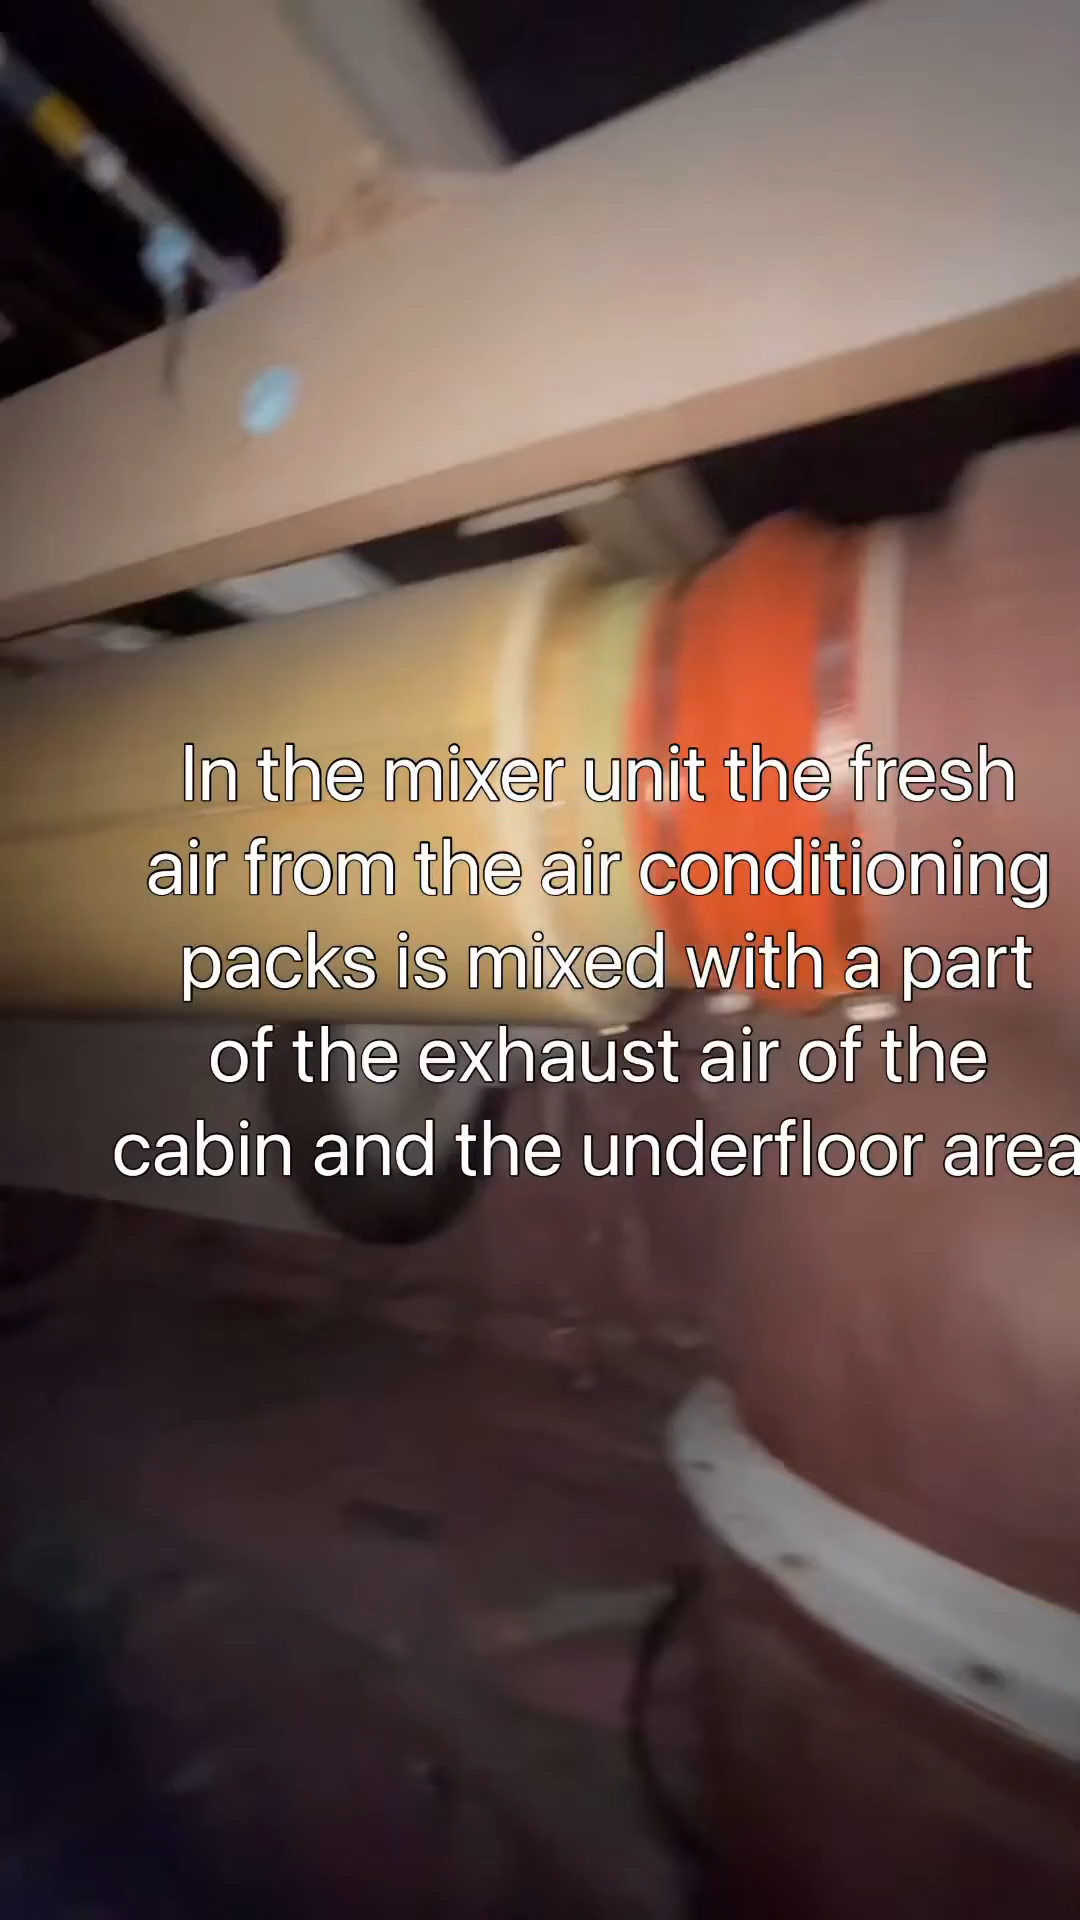 In the mixer unit the fresh
air from the air conditioning
packs is mixed with a part
of the exhaust air of the
cabin and the underfloor area